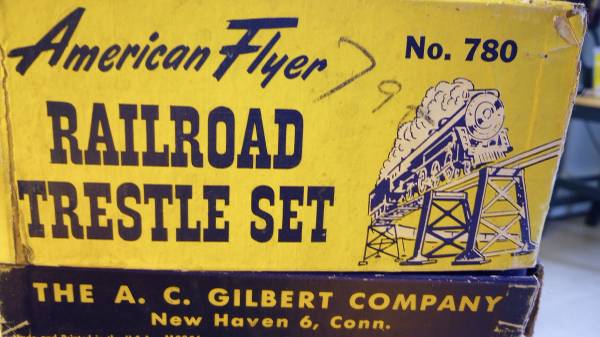 American Flyer
No. 780
RAILROAD
TRESTLE SET
THE A. C. GILBERT COMPANY
New Haven 6, Conn.